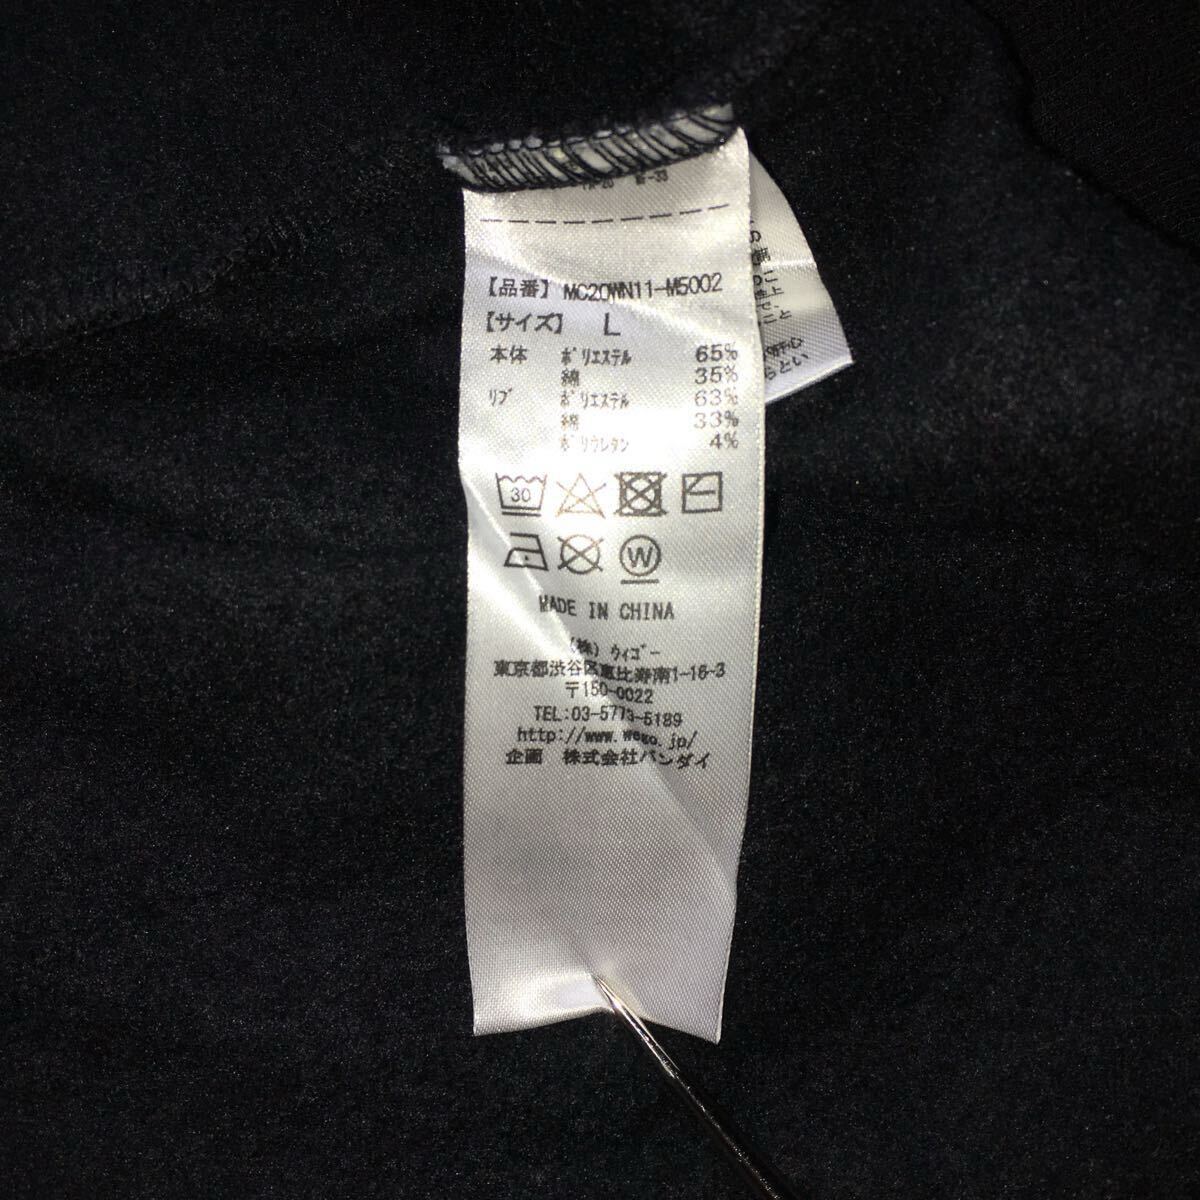 【品番】 MC20WN11-M5002
【サイズ】 L
本体 ポリエステル 65%
綿 35%
リブ ポリエステル 63%
綿 33%
ポリウレタン 4%
30
W
MADE IN CHINA
(株) ウィゴー
東京都渋谷区恵比寿南1-16-3
〒150-0022
TEL:03-5773-5189
http://www.wego.jp/
企画 株式会社バンダイ